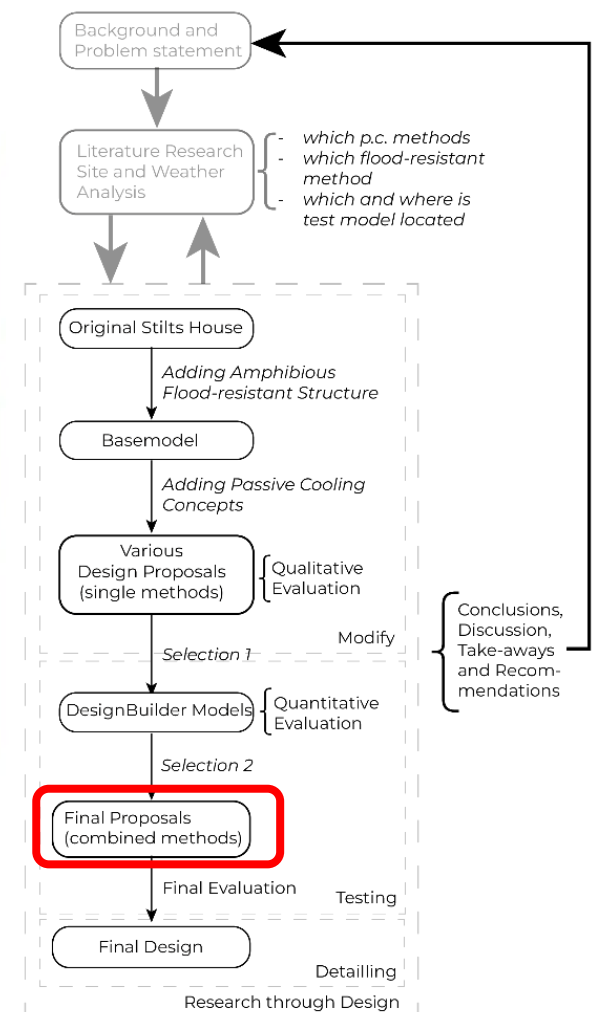 Background and
Problem statement
Literature Research
Site and Weather
Analysis
- which p.c. methods
- which flood-resistant
method
- which and where is
test model located
Original Stilts House
Adding Amphibious
Flood-resistant Structure
Basemodel
Adding Passive Cooling
Concepts
Various
Design Proposals
(single methods)
Qualitative
Evaluation
Modify
Selection 1
DesignBuilder Models
Quantitative
Evaluation
Selection 2
Final Proposals
(combined methods)
Final Evaluation
Testing
Final Design
Detailling
Research through Design
Conclusions,
Discussion,
Take-aways
and Recom-
mendations